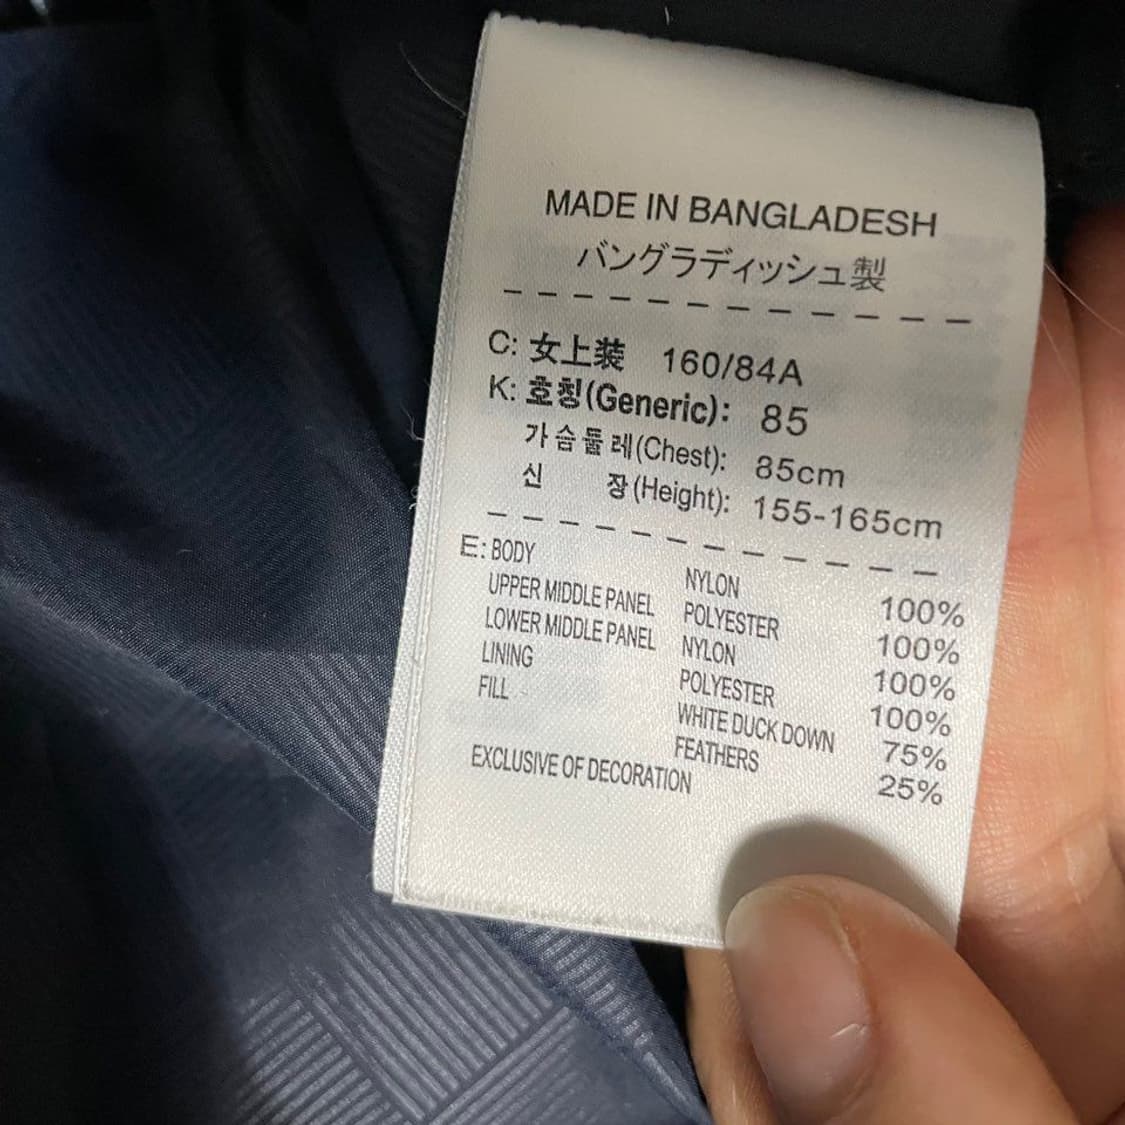 MADE IN BANGLADESH
バングラディッシュ製
C: 女上装 160/84A
K: 호칭(Generic): 85
가슴둘레(Chest): 85cm
신 장(Height): 155-165cm
E: BODY NYLON 100%
UPPER MIDDLE PANEL POLYESTER 100%
LOWER MIDDLE PANEL NYLON 100%
LINING POLYESTER 100%
FILL WHITE DUCK DOWN 75%
FEATHERS 25%
EXCLUSIVE OF DECORATION